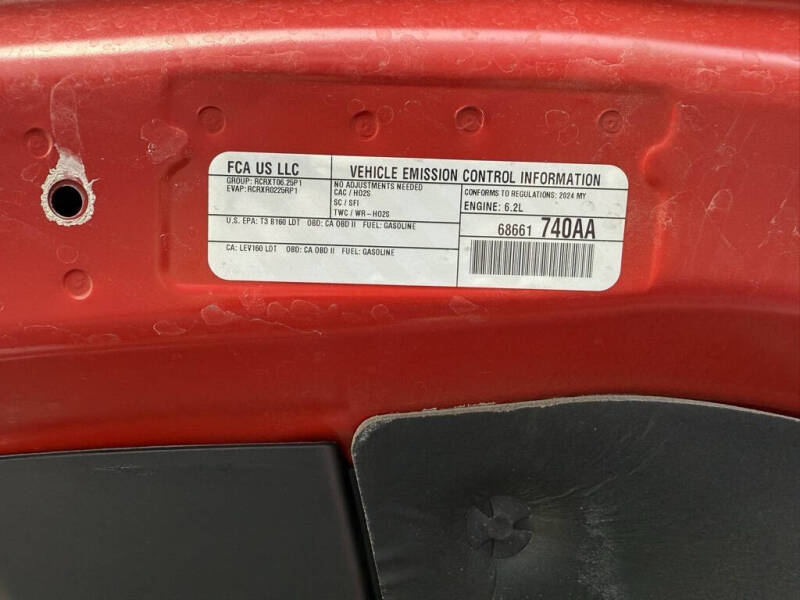 FCA US LLC
GROUP: RCRXT06.25P1
EVAP: RCRXR0225RP1
VEHICLE EMISSION CONTROL INFORMATION
NO ADJUSTMENTS NEEDED
CAC / HO2S
SC / SFI
TWC / WR-HO2S
CONFORMS TO REGULATIONS: 2024 MY
ENGINE: 6.2L
U.S. EPA: T3 B160 LDT OBD: CA OBD II FUEL: GASOLINE
68661 740AA
CA: LEV160 LDT OBD: CA OBD II FUEL: GASOLINE